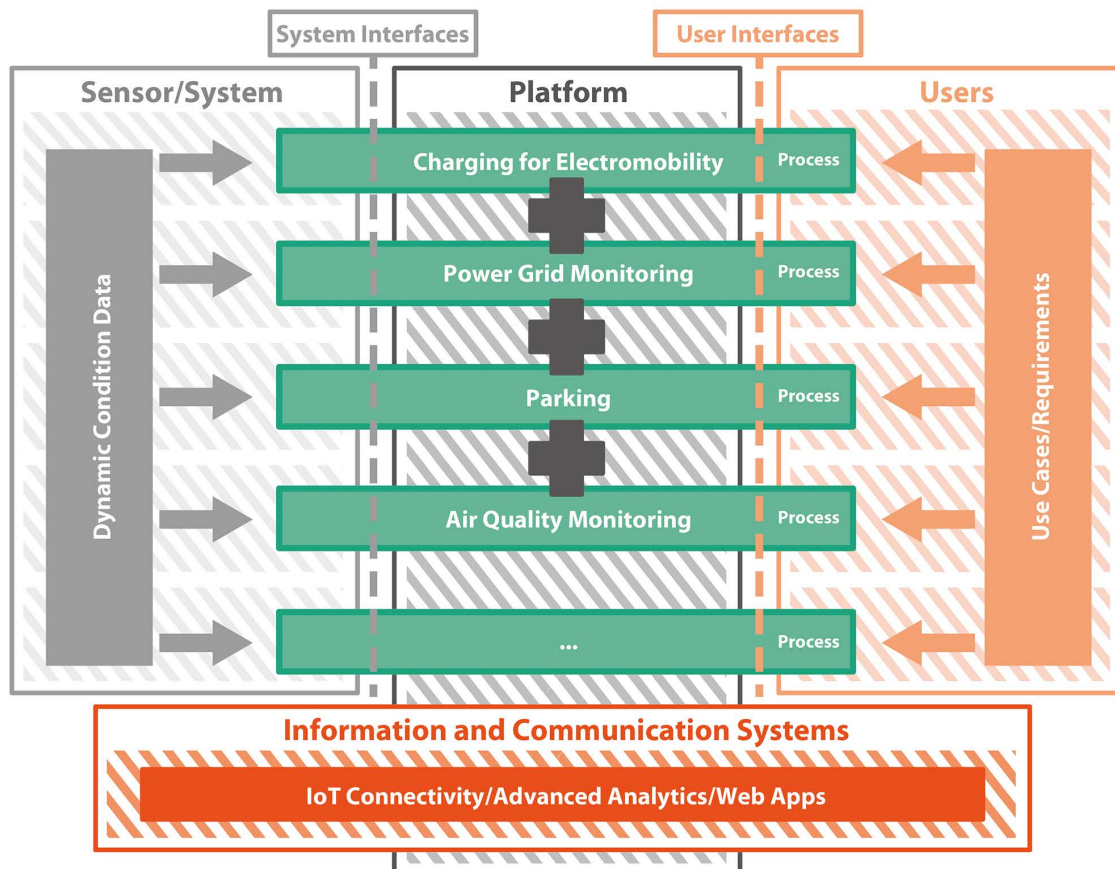 System Interfaces
User Interfaces
Sensor/System
Platform
Users
Charging for Electromobility
Process
Power Grid Monitoring
Process
Parking
Process
Air Quality Monitoring
Process
...
Process
Dynamic Condition Data
Use Cases/Requirements
Information and Communication Systems
IoT Connectivity/Advanced Analytics/Web Apps